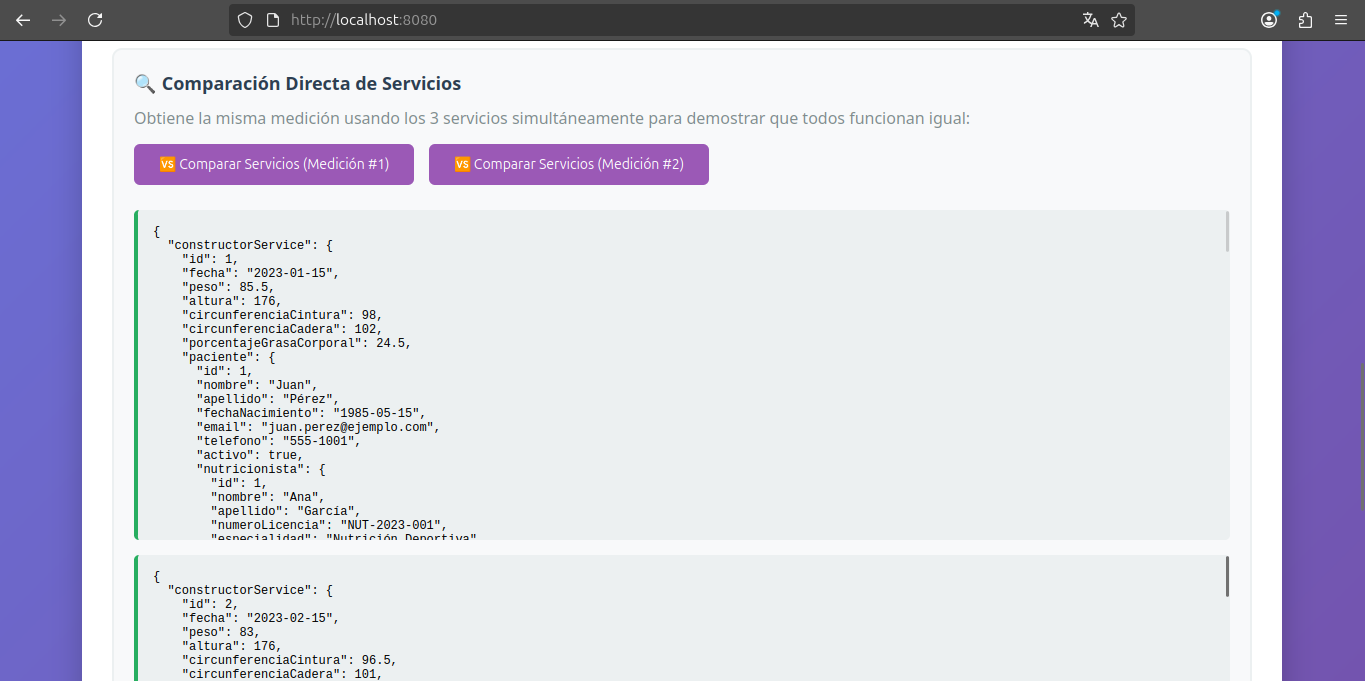 http://localhost:8080
🔍 Comparación Directa de Servicios
Obtiene la misma medición usando los 3 servicios simultáneamente para demostrar que todos funcionan igual:
🆚 Comparar Servicios (Medición #1)
🆚 Comparar Servicios (Medición #2)
{
  "constructorService": {
    "id": 1,
    "fecha": "2023-01-15",
    "peso": 85.5,
    "altura": 176,
    "circunferenciaCintura": 98,
    "circunferenciaCadera": 102,
    "porcentajeGrasaCorporal": 24.5,
    "paciente": {
      "id": 1,
      "nombre": "Juan",
      "apellido": "Pérez",
      "fechaNacimiento": "1985-05-15",
      "email": "juan.perez@ejemplo.com",
      "telefono": "555-1001",
      "activo": true,
      "nutricionista": {
        "id": 1,
        "nombre": "Ana",
        "apellido": "García",
        "numeroLicencia": "NUT-2023-001",
        "especialidad": "Nutrición Deportiva"
{
  "constructorService": {
    "id": 2,
    "fecha": "2023-02-15",
    "peso": 83,
    "altura": 176,
    "circunferenciaCintura": 96.5,
    "circunferenciaCadera": 101,